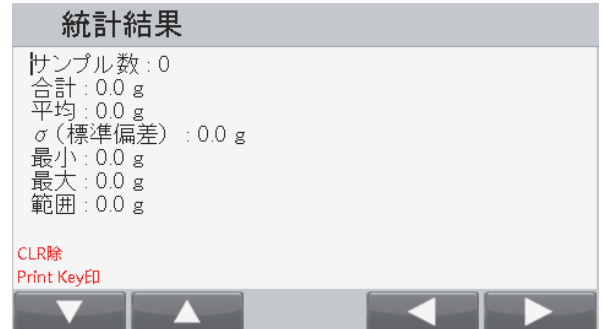 統計結果
サンプル数 : 0
合計 : 0.0 g
平均 : 0.0 g
σ（標準偏差） : 0.0 g
最小 : 0.0 g
最大 : 0.0 g
範囲 : 0.0 g
CLR除
Print Key印